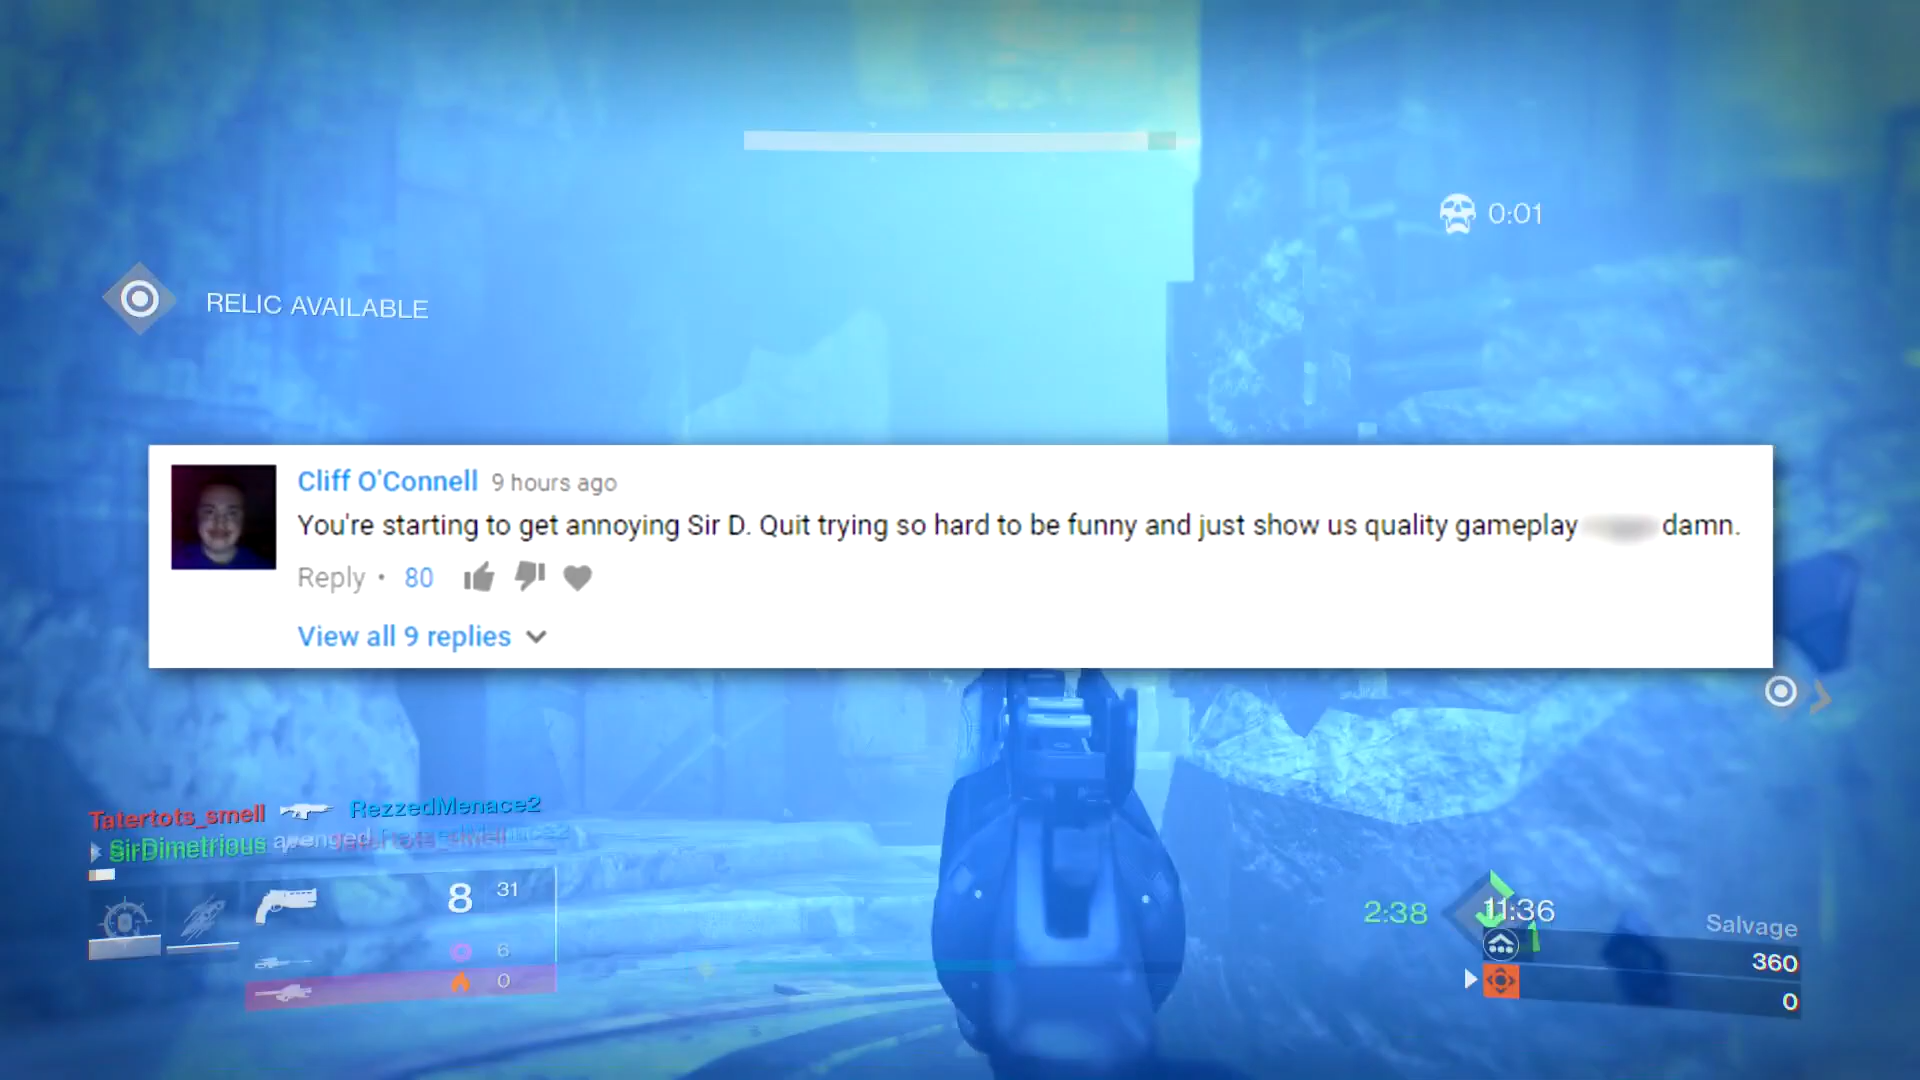 0:01
RELIC AVAILABLE
Cliff O'Connell 9 hours ago
You're starting to get annoying Sir D. Quit trying so hard to be funny and just show us quality gameplay damn.
Reply • 80
View all 9 replies
Tatertots_smell RezzedMenace2
SirDimetrious avenged RezzedMenace2
8 31
6
0
2:38 11:36
Salvage
360
0